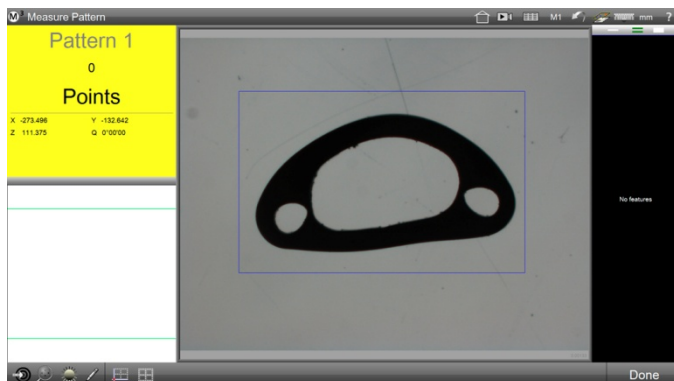 M³ Measure Pattern
M1
mm ?
Pattern 1
0
Points
X -273.496 Y -132.642
Z 111.375 Q 0°00'00
No features
Done